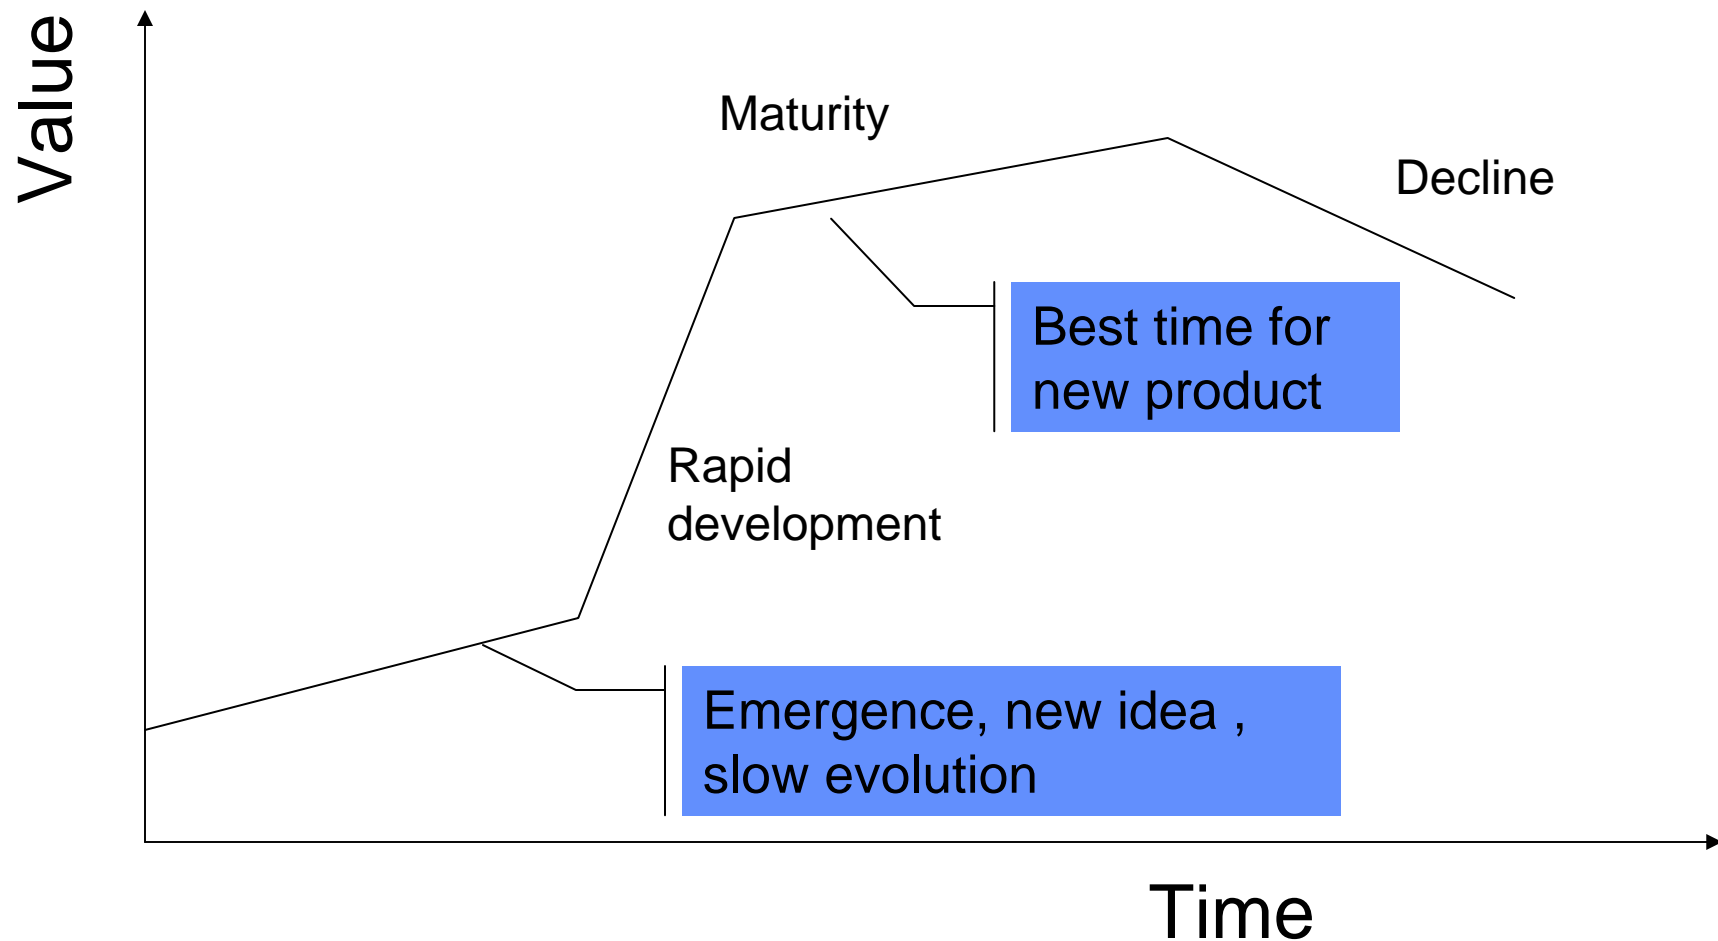 Value
Maturity
Decline
Best time for
new product
Rapid
development
Emergence, new idea ,
slow evolution
Time